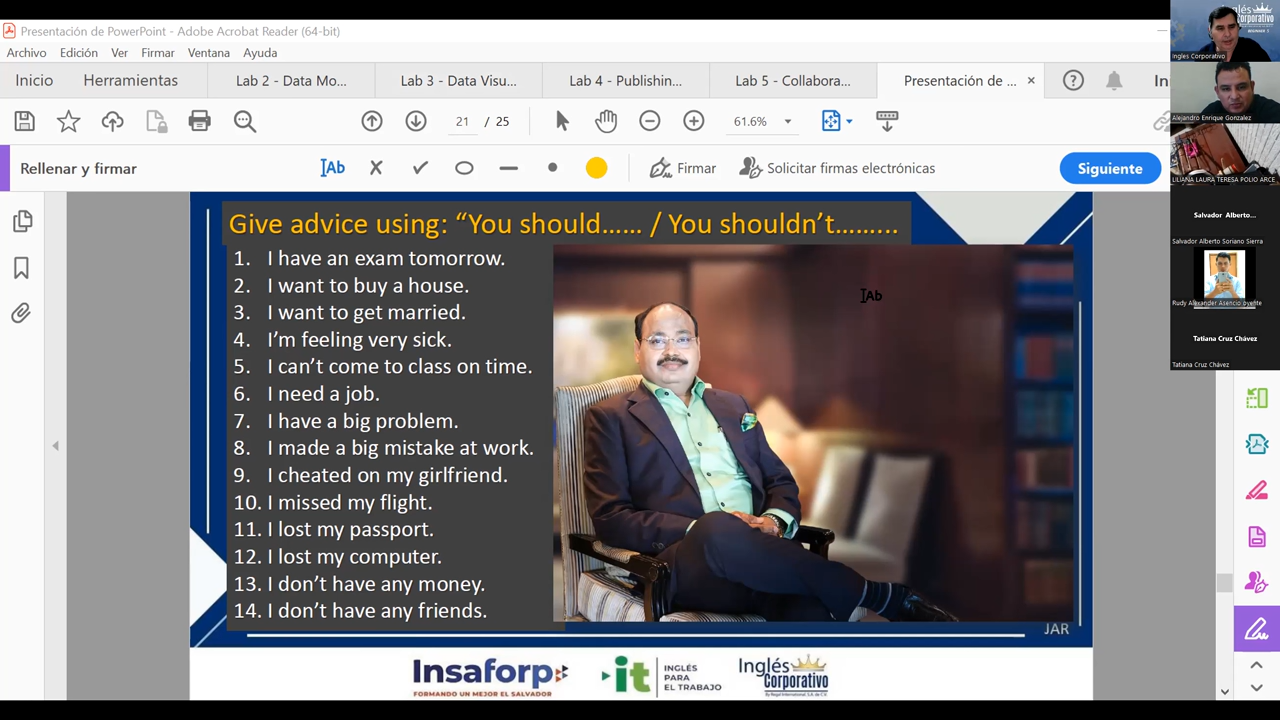 Presentación de PowerPoint - Adobe Acrobat Reader (64-bit)
Archivo Edición Ver Firmar Ventana Ayuda
Inicio Herramientas Lab 2 - Data Mo... Lab 3 - Data Visu... Lab 4 - Publishin... Lab 5 - Collabora... Presentación de ... ×
21 / 25 61.6%
Rellenar y firmar Ab Firmar Solicitar firmas electrónicas Siguiente
Give advice using: “You should...... / You shouldn’t.........
1. I have an exam tomorrow.
2. I want to buy a house.
3. I want to get married.
4. I’m feeling very sick.
5. I can’t come to class on time.
6. I need a job.
7. I have a big problem.
8. I made a big mistake at work.
9. I cheated on my girlfriend.
10. I missed my flight.
11. I lost my passport.
12. I lost my computer.
13. I don’t have any money.
14. I don’t have any friends.
Ab
JAR
Insaforp
FORMANDO UN MEJOR EL SALVADOR
it
INGLÉS
PARA
EL TRABAJO
Inglés
Corporativo
Inglés
Corporativo
Ingles Corporativo
Alejandro Enrique Gonzalez
LILIANA LAURA TERESA POLIO ARCE
Salvador Alberto...
Salvador Alberto Soriano Sierra
Rudy Alexander Asencio oyente
Tatiana Cruz Chávez
Tatiana Cruz Chávez